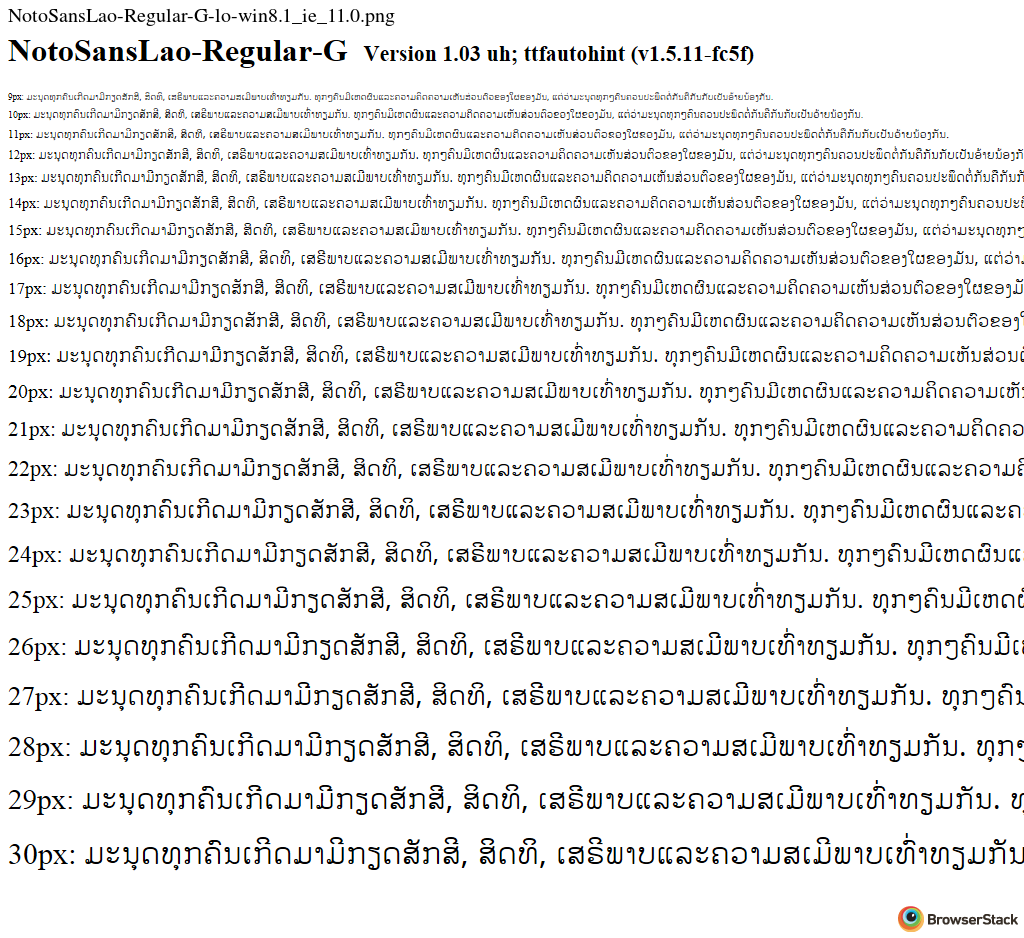 NotoSansLao-Regular-G-lo-win8.1_ie_11.0.png
NotoSansLao-Regular-G Version 1.03 uh; ttfautohint (v1.5.11-fc5f)
9px: ມະນຸດທຸກຄົນເກີດມາມີກຽດສັກສີ, ສິດທິ, ເສຣີພາບແລະຄວາມສເມີພາບເທົ່າທຽມກັນ. ທຸກໆຄົນມີເຫດຜົນແລະຄວາມຄິດຄວາມເຫັນສ່ວນຕົວຂອງໃຜຂອງມັນ, ແຕ່ວ່າມະນຸດທຸກໆຄົນຄວນປະພຶດຕໍ່ກັນຄືກັນກັບເປັນອ້າຍນ້ອງກັນ.
10px: ມະນຸດທຸກຄົນເກີດມາມີກຽດສັກສີ, ສິດທິ, ເສຣີພາບແລະຄວາມສເມີພາບເທົ່າທຽມກັນ. ທຸກໆຄົນມີເຫດຜົນແລະຄວາມຄິດຄວາມເຫັນສ່ວນຕົວຂອງໃຜຂອງມັນ, ແຕ່ວ່າມະນຸດທຸກໆຄົນຄວນປະພຶດຕໍ່ກັນຄືກັນກັບເປັນອ້າຍນ້ອງກັນ.
11px: ມະນຸດທຸກຄົນເກີດມາມີກຽດສັກສີ, ສິດທິ, ເສຣີພາບແລະຄວາມສເມີພາບເທົ່າທຽມກັນ. ທຸກໆຄົນມີເຫດຜົນແລະຄວາມຄິດຄວາມເຫັນສ່ວນຕົວຂອງໃຜຂອງມັນ, ແຕ່ວ່າມະນຸດທຸກໆຄົນຄວນປະພຶດຕໍ່ກັນຄືກັນກັບເປັນອ້າຍນ້ອງກັນ.
12px: ມະນຸດທຸກຄົນເກີດມາມີກຽດສັກສີ, ສິດທິ, ເສຣີພາບແລະຄວາມສເມີພາບເທົ່າທຽມກັນ. ທຸກໆຄົນມີເຫດຜົນແລະຄວາມຄິດຄວາມເຫັນສ່ວນຕົວຂອງໃຜຂອງມັນ, ແຕ່ວ່າມະນຸດທຸກໆຄົນຄວນປະພຶດຕໍ່ກັນຄືກັນກັບເປັນອ້າຍນ້ອງກັ
13px: ມະນຸດທຸກຄົນເກີດມາມີກຽດສັກສີ, ສິດທິ, ເສຣີພາບແລະຄວາມສເມີພາບເທົ່າທຽມກັນ. ທຸກໆຄົນມີເຫດຜົນແລະຄວາມຄິດຄວາມເຫັນສ່ວນຕົວຂອງໃຜຂອງມັນ, ແຕ່ວ່າມະນຸດທຸກໆຄົນຄວນປະພຶດຕໍ່ກັນຄືກັນກັ
14px: ມະນຸດທຸກຄົນເກີດມາມີກຽດສັກສີ, ສິດທິ, ເສຣີພາບແລະຄວາມສເມີພາບເທົ່າທຽມກັນ. ທຸກໆຄົນມີເຫດຜົນແລະຄວາມຄິດຄວາມເຫັນສ່ວນຕົວຂອງໃຜຂອງມັນ, ແຕ່ວ່າມະນຸດທຸກໆຄົນຄວນປະ
15px: ມະນຸດທຸກຄົນເກີດມາມີກຽດສັກສີ, ສິດທິ, ເສຣີພາບແລະຄວາມສເມີພາບເທົ່າທຽມກັນ. ທຸກໆຄົນມີເຫດຜົນແລະຄວາມຄິດຄວາມເຫັນສ່ວນຕົວຂອງໃຜຂອງມັນ, ແຕ່ວ່າມະນຸດທຸກໆ
16px: ມະນຸດທຸກຄົນເກີດມາມີກຽດສັກສີ, ສິດທິ, ເສຣີພາບແລະຄວາມສເມີພາບເທົ່າທຽມກັນ. ທຸກໆຄົນມີເຫດຜົນແລະຄວາມຄິດຄວາມເຫັນສ່ວນຕົວຂອງໃຜຂອງມັນ, ແຕ່ວ່າ
17px: ມະນຸດທຸກຄົນເກີດມາມີກຽດສັກສີ, ສິດທິ, ເສຣີພາບແລະຄວາມສເມີພາບເທົ່າທຽມກັນ. ທຸກໆຄົນມີເຫດຜົນແລະຄວາມຄິດຄວາມເຫັນສ່ວນຕົວຂອງໃຜຂອງມັ
18px: ມະນຸດທຸກຄົນເກີດມາມີກຽດສັກສີ, ສິດທິ, ເສຣີພາບແລະຄວາມສເມີພາບເທົ່າທຽມກັນ. ທຸກໆຄົນມີເຫດຜົນແລະຄວາມຄິດຄວາມເຫັນສ່ວນຕົວຂອງ
19px: ມະນຸດທຸກຄົນເກີດມາມີກຽດສັກສີ, ສິດທິ, ເສຣີພາບແລະຄວາມສເມີພາບເທົ່າທຽມກັນ. ທຸກໆຄົນມີເຫດຜົນແລະຄວາມຄິດຄວາມເຫັນສ່ວນ
20px: ມະນຸດທຸກຄົນເກີດມາມີກຽດສັກສີ, ສິດທິ, ເສຣີພາບແລະຄວາມສເມີພາບເທົ່າທຽມກັນ. ທຸກໆຄົນມີເຫດຜົນແລະຄວາມຄິດຄວາມເຫັ
21px: ມະນຸດທຸກຄົນເກີດມາມີກຽດສັກສີ, ສິດທິ, ເສຣີພາບແລະຄວາມສເມີພາບເທົ່າທຽມກັນ. ທຸກໆຄົນມີເຫດຜົນແລະຄວາມຄິດຄວ
22px: ມະນຸດທຸກຄົນເກີດມາມີກຽດສັກສີ, ສິດທິ, ເສຣີພາບແລະຄວາມສເມີພາບເທົ່າທຽມກັນ. ທຸກໆຄົນມີເຫດຜົນແລະຄວາມຄິ
23px: ມະນຸດທຸກຄົນເກີດມາມີກຽດສັກສີ, ສິດທິ, ເສຣີພາບແລະຄວາມສເມີພາບເທົ່າທຽມກັນ. ທຸກໆຄົນມີເຫດຜົນແລະຄ
24px: ມະນຸດທຸກຄົນເກີດມາມີກຽດສັກສີ, ສິດທິ, ເສຣີພາບແລະຄວາມສເມີພາບເທົ່າທຽມກັນ. ທຸກໆຄົນມີເຫດຜົນແ
25px: ມະນຸດທຸກຄົນເກີດມາມີກຽດສັກສີ, ສິດທິ, ເສຣີພາບແລະຄວາມສເມີພາບເທົ່າທຽມກັນ. ທຸກໆຄົນມີເຫດ
26px: ມະນຸດທຸກຄົນເກີດມາມີກຽດສັກສີ, ສິດທິ, ເສຣີພາບແລະຄວາມສເມີພາບເທົ່າທຽມກັນ. ທຸກໆຄົນມີເ
27px: ມະນຸດທຸກຄົນເກີດມາມີກຽດສັກສີ, ສິດທິ, ເສຣີພາບແລະຄວາມສເມີພາບເທົ່າທຽມກັນ. ທຸກໆຄົນ
28px: ມະນຸດທຸກຄົນເກີດມາມີກຽດສັກສີ, ສິດທິ, ເສຣີພາບແລະຄວາມສເມີພາບເທົ່າທຽມກັນ. ທຸກໆ
29px: ມະນຸດທຸກຄົນເກີດມາມີກຽດສັກສີ, ສິດທິ, ເສຣີພາບແລະຄວາມສເມີພາບເທົ່າທຽມກັນ. ທຸ
30px: ມະນຸດທຸກຄົນເກີດມາມີກຽດສັກສີ, ສິດທິ, ເສຣີພາບແລະຄວາມສເມີພາບເທົ່າທຽມກັນ
BrowserStack